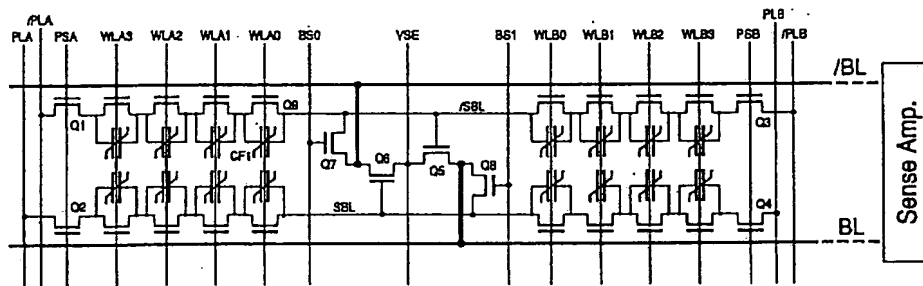 /PLA
PLB
PLA PSA WLA3 WLA2 WLA1 WLA0 BS0 VSE BS1 WLB0 WLB1 WLB2 WLB3 PSB /PLB
/BL
Q9
/SBL
Q1
Q3
CF1
Q7
Q6
Q5
Q8
Q2
SBL
Q4
BL
Sense Amp.